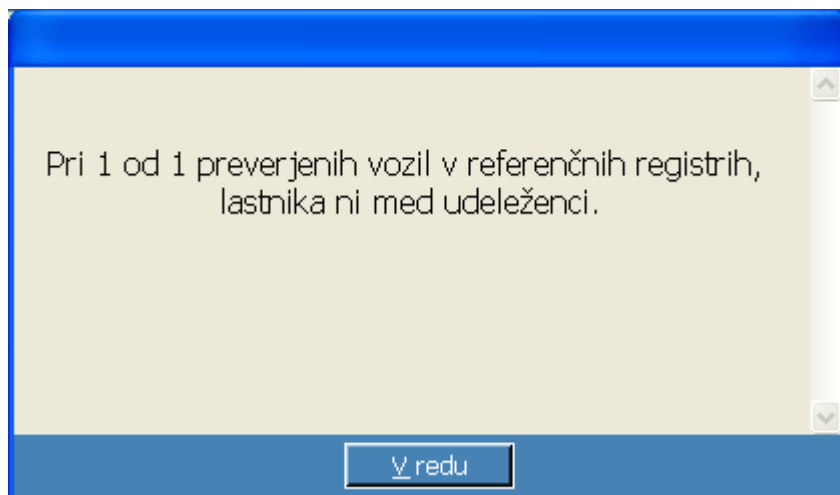 Pri 1 od 1 preverjenih vozil v referenčnih registrih,
lastnika ni med udeleženci.
V redu